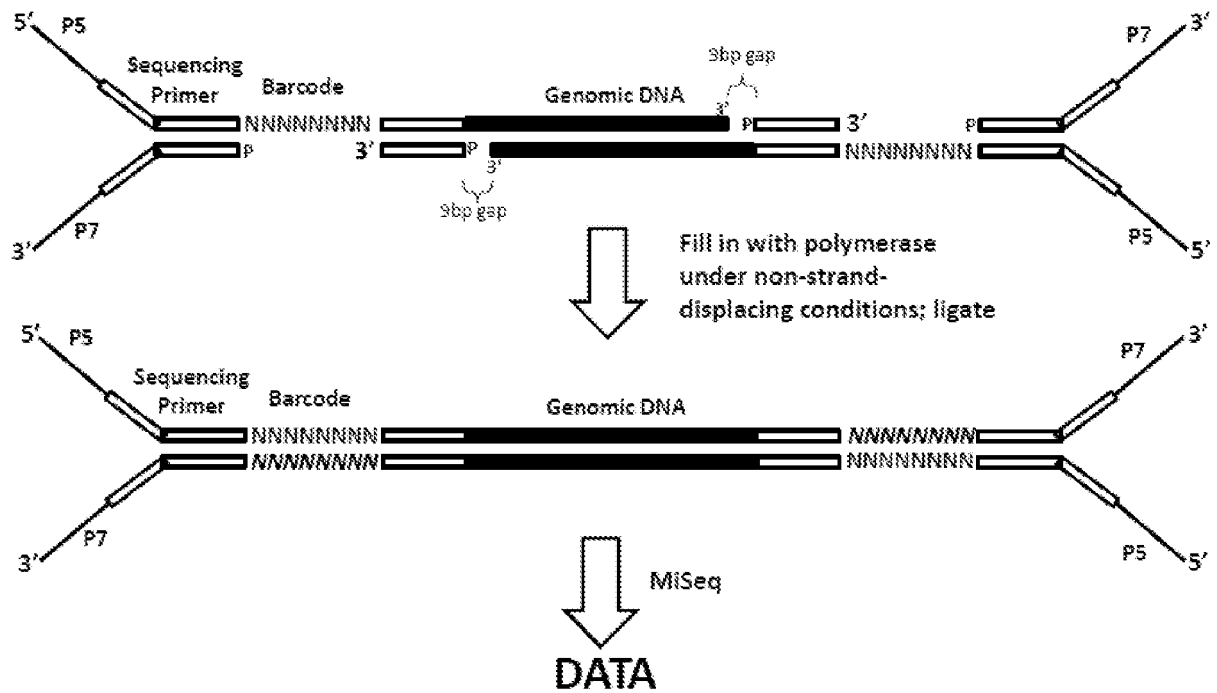 5' P5 P7 3'
Sequencing Primer Barcode Genomic DNA 9bp gap
3'
P
NNNNNNNN 3' P
P 3' P 3' NNNNNNNN
9bp gap
3' P7 P5 5'
Fill in with polymerase
under non-strand-
displacing conditions; ligate
5' P5 P7 3'
Sequencing
Primer Barcode Genomic DNA
NNNNNNNN NNNNNNNN
NNNNNNNN NNNNNNNN
3' P7 P5 5'
MiSeq
DATA